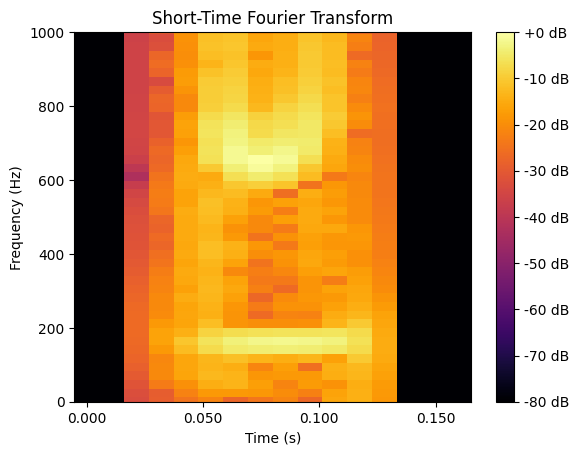 Short-Time Fourier Transform
1000
800
600
400
200
0
Frequency (Hz)
0.000
0.050
0.100
0.150
Time (s)
+0 dB
-10 dB
-20 dB
-30 dB
-40 dB
-50 dB
-60 dB
-70 dB
-80 dB